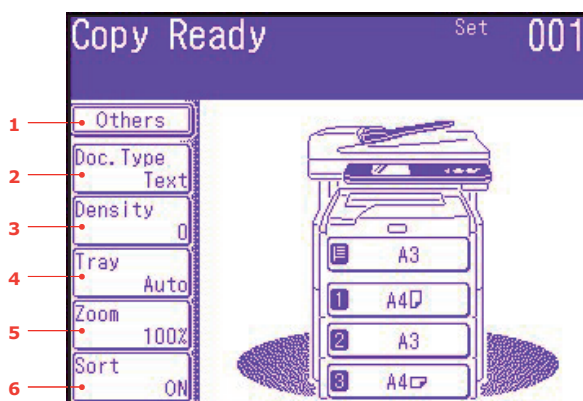 Copy Ready
Set 001
1 Others
2 Doc.Type
Text
3 Density
0
4 Tray
Auto
5 Zoom
100%
6 Sort
ON
A3
1 A4
2 A3
3 A4